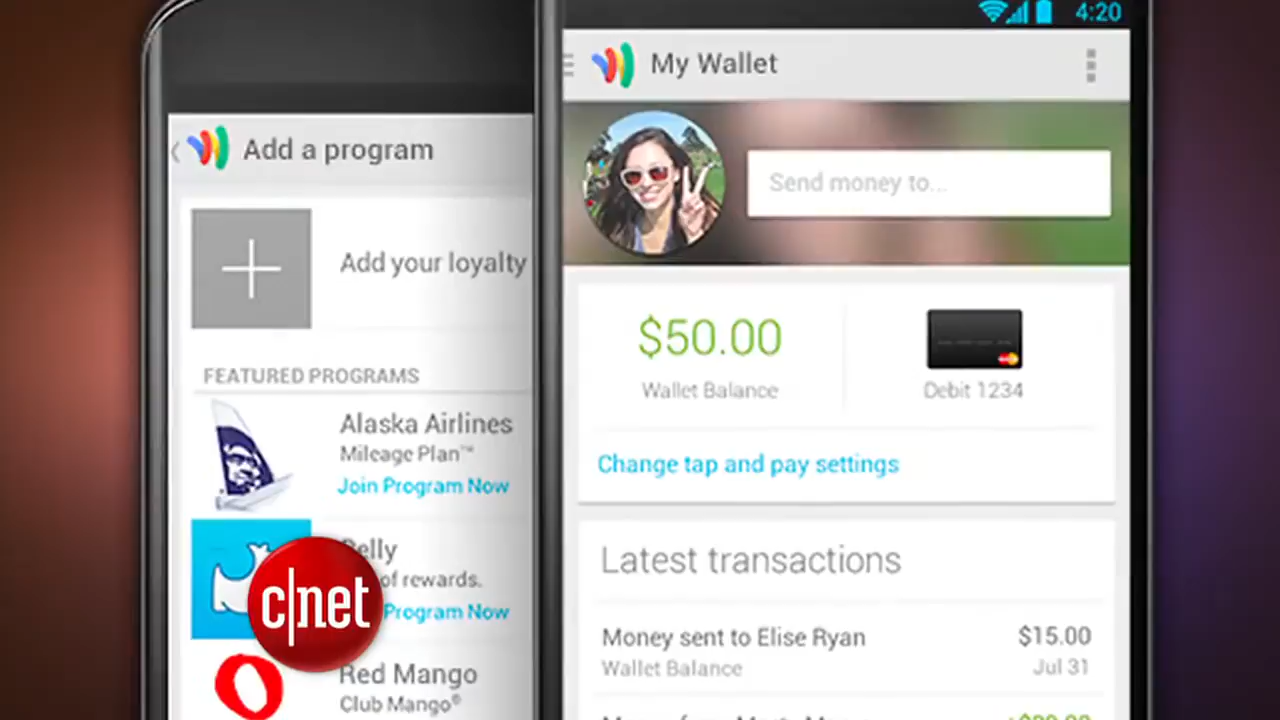 Add a program
Add your loyalty
FEATURED PROGRAMS
Alaska Airlines
Mileage Plan™
Join Program Now
of rewards.
Program Now
c|net
Red Mango
Club Mango®
4:20
My Wallet
Send money to...
$50.00
Wallet Balance
Debit 1234
Change tap and pay settings
Latest transactions
Money sent to Elise Ryan
$15.00
Wallet Balance
Jul 31